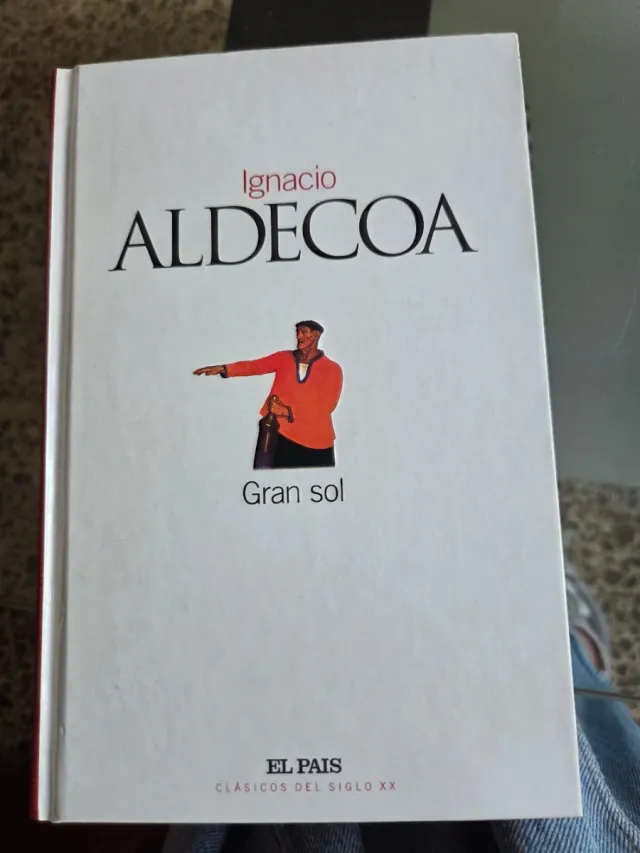 Ignacio
ALDECOA
Gran sol
EL PAIS
CLÁSICOS DEL SIGLO XX